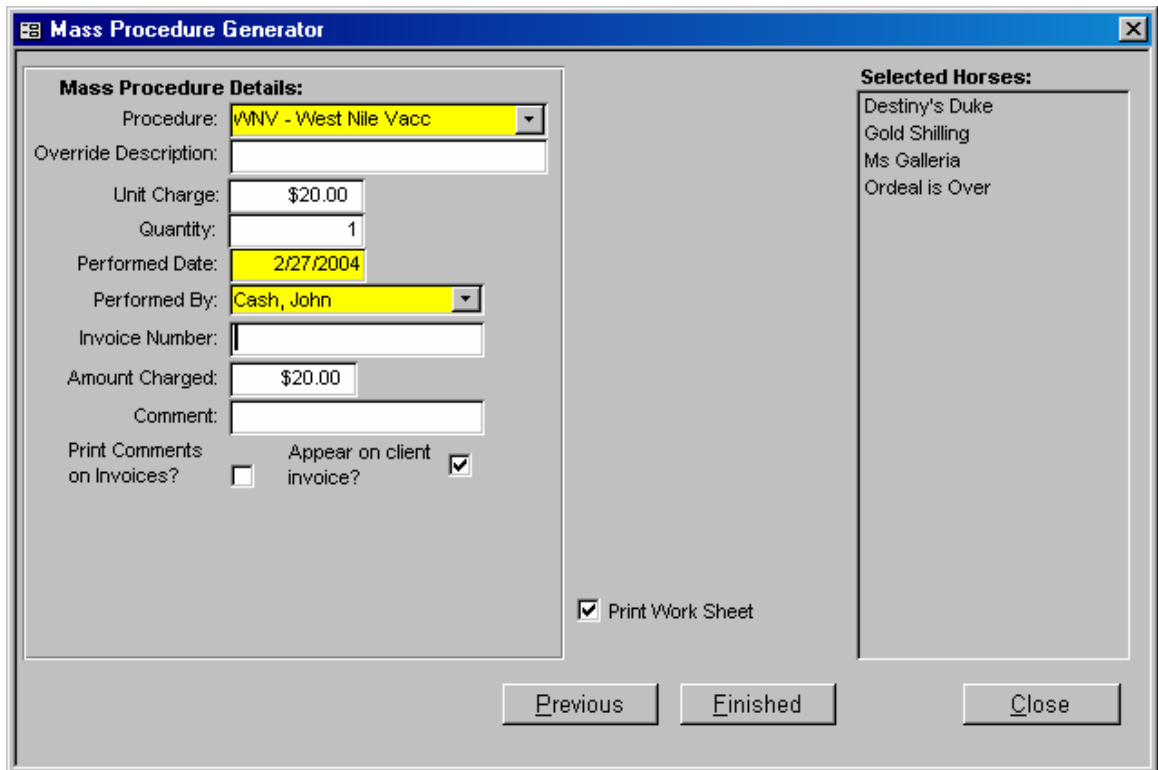 Mass Procedure Generator
Mass Procedure Details:
Procedure: WNV - West Nile Vacc
Override Description:
Unit Charge: $20.00
Quantity: 1
Performed Date: 2/27/2004
Performed By: Cash, John
Invoice Number:
Amount Charged: $20.00
Comment:
Print Comments
on Invoices?
Appear on client
invoice?
Print Work Sheet
Selected Horses:
Destiny's Duke
Gold Shilling
Ms Galleria
Ordeal is Over
Previous
Finished
Close